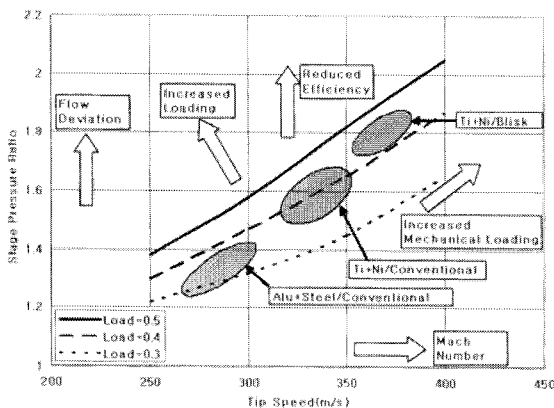 2.2
2
1.8
1.6
1.4
1.2
1
200
250
300
350
400
450
Stage Pressure Ratio
Tip Speed(m/s)
Flow
Deviation
Increased
Loading
Reduced
Efficiency
Ti+Ni/Blisk
Increased
Mechanical Loading
Ti+Ni/Conventional
Alu+Steel/Conventional
Mach
Number
Load=0.5
Load=0.4
Load=0.3